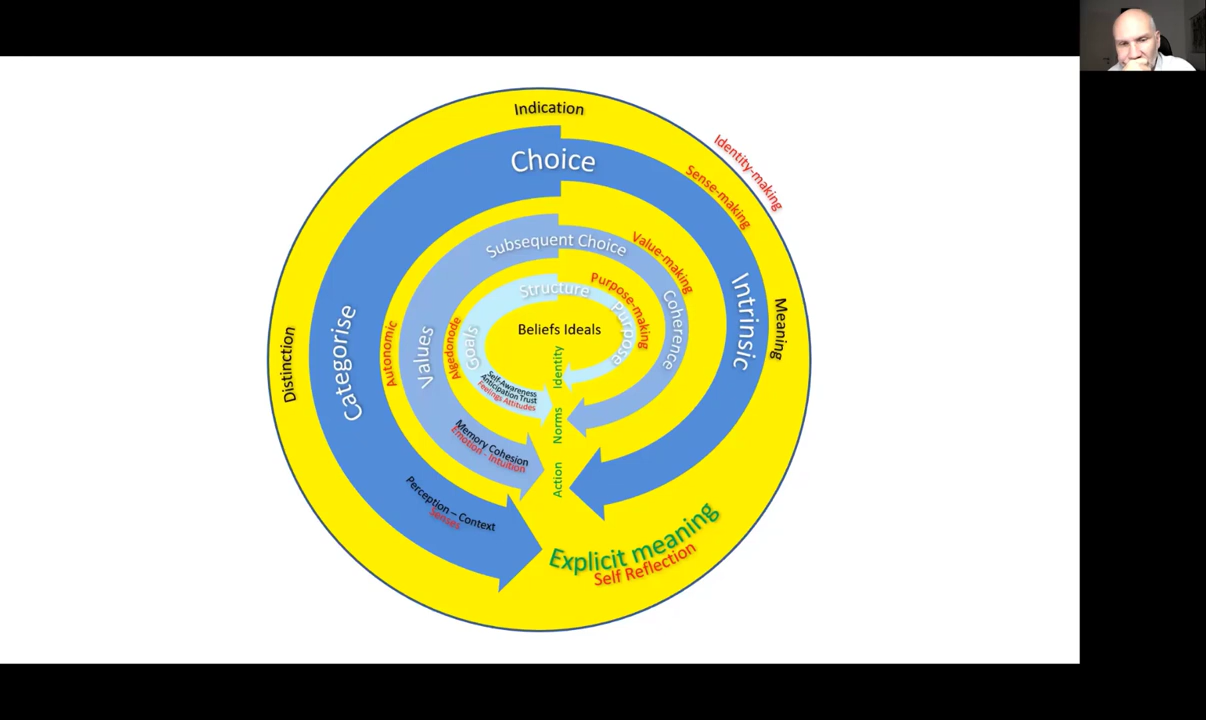 Indication
Choice
Identity-making
Sense-making
Subsequent Choice
Value-making
Structure
Purpose-making
Purpose
Coherence
Intrinsic
Meaning
Distinction
Categorise
Autonomic
Values
Algedonode
Goals
Beliefs Ideals
Identity
Self-Awareness
Anticipation Trust
Feelings Attitudes
Norms
Memory Cohesion
Emotion - Intuition
Action
Perception – Context
Senses
Explicit meaning
Self Reflection